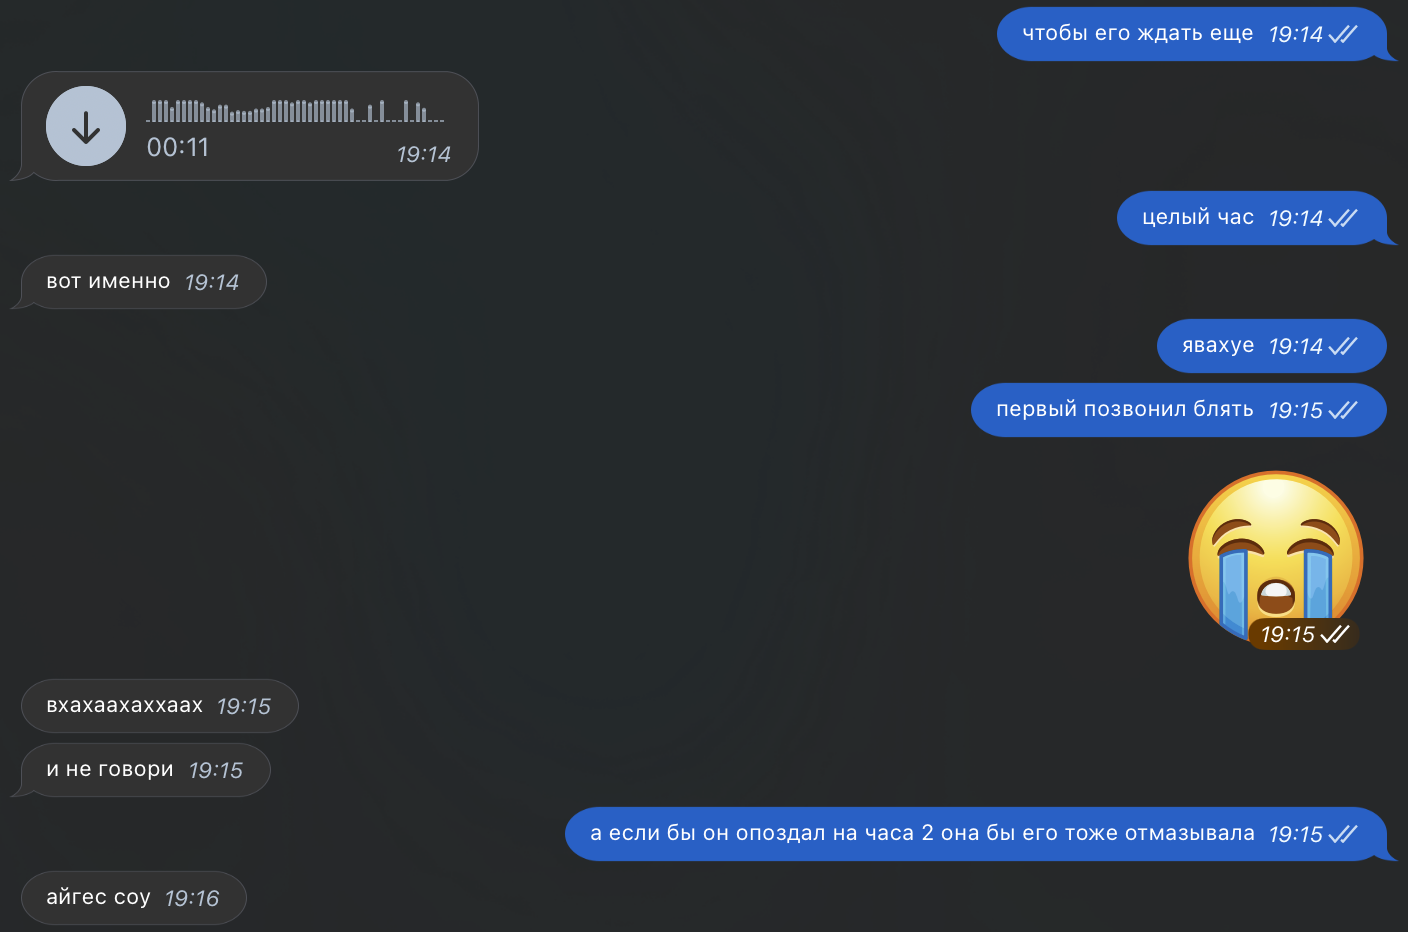 чтобы его ждать еще 19:14
00:11 19:14
целый час 19:14
вот именно 19:14
явахуе 19:14
первый позвонил блять 19:15
19:15
вхахаахаххаах 19:15
и не говори 19:15
а если бы он опоздал на часа 2 она бы его тоже отмазывала 19:15
айгес соу 19:16